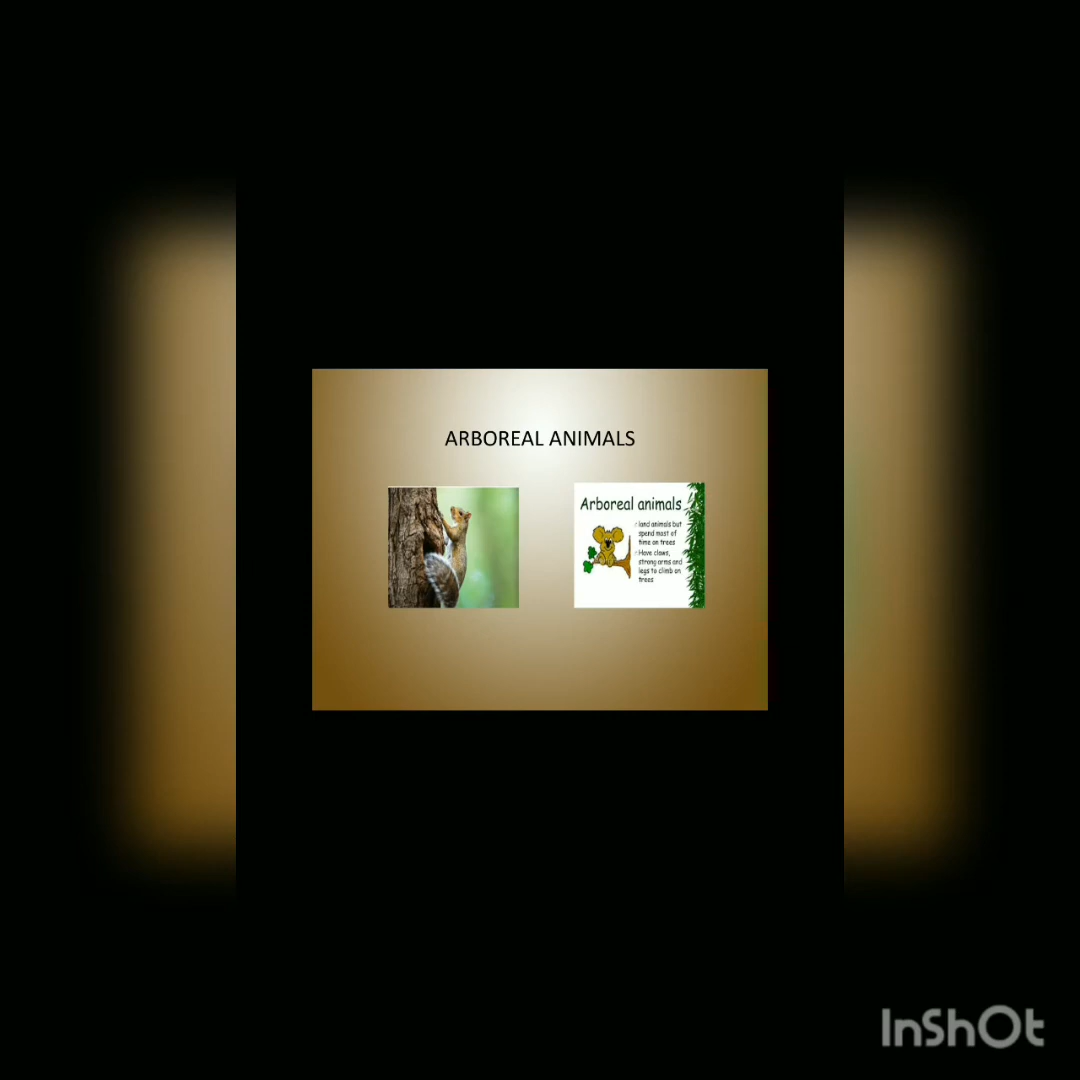 ARBOREAL ANIMALS
Arboreal animals
land animals but
spend most of
time on trees
Have claws,
strong arms and
legs to climb on
trees
InShOt